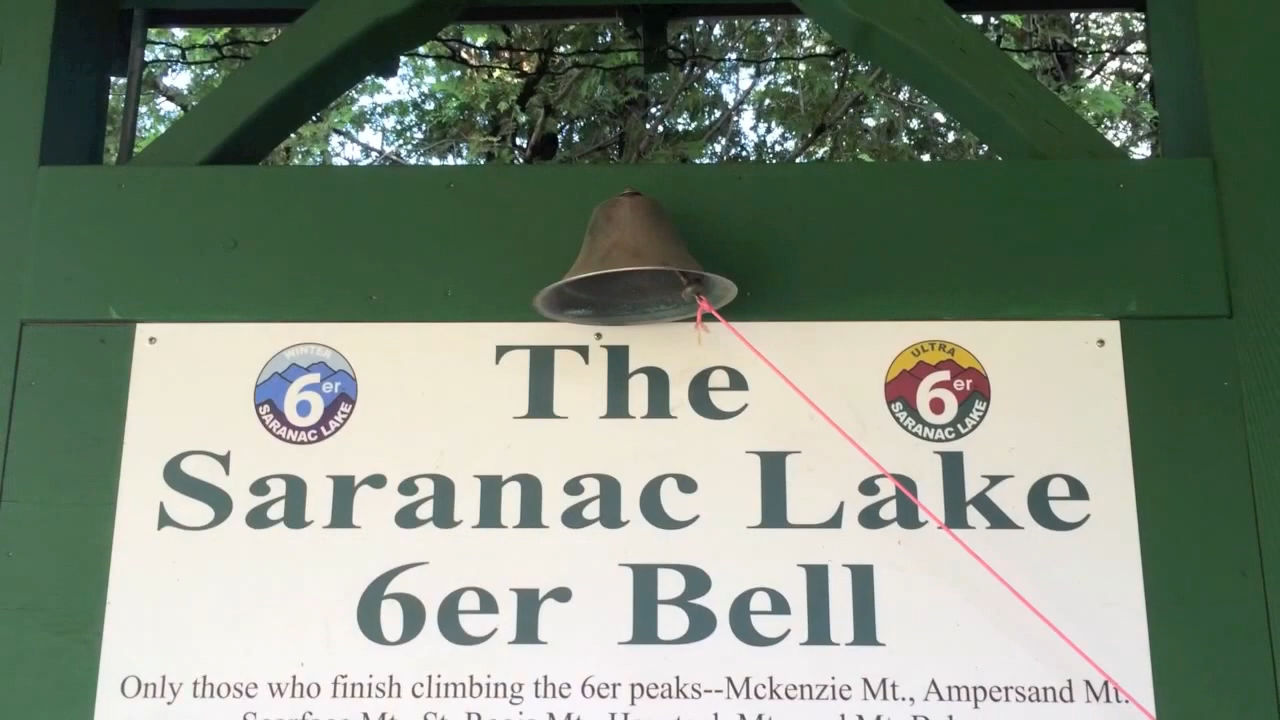 The
WINTER
6er
SARANAC LAKE
ULTRA
6er
SARANAC LAKE
Saranac Lake
6er Bell
Only those who finish climbing the 6er peaks--Mckenzie Mt., Ampersand Mt.